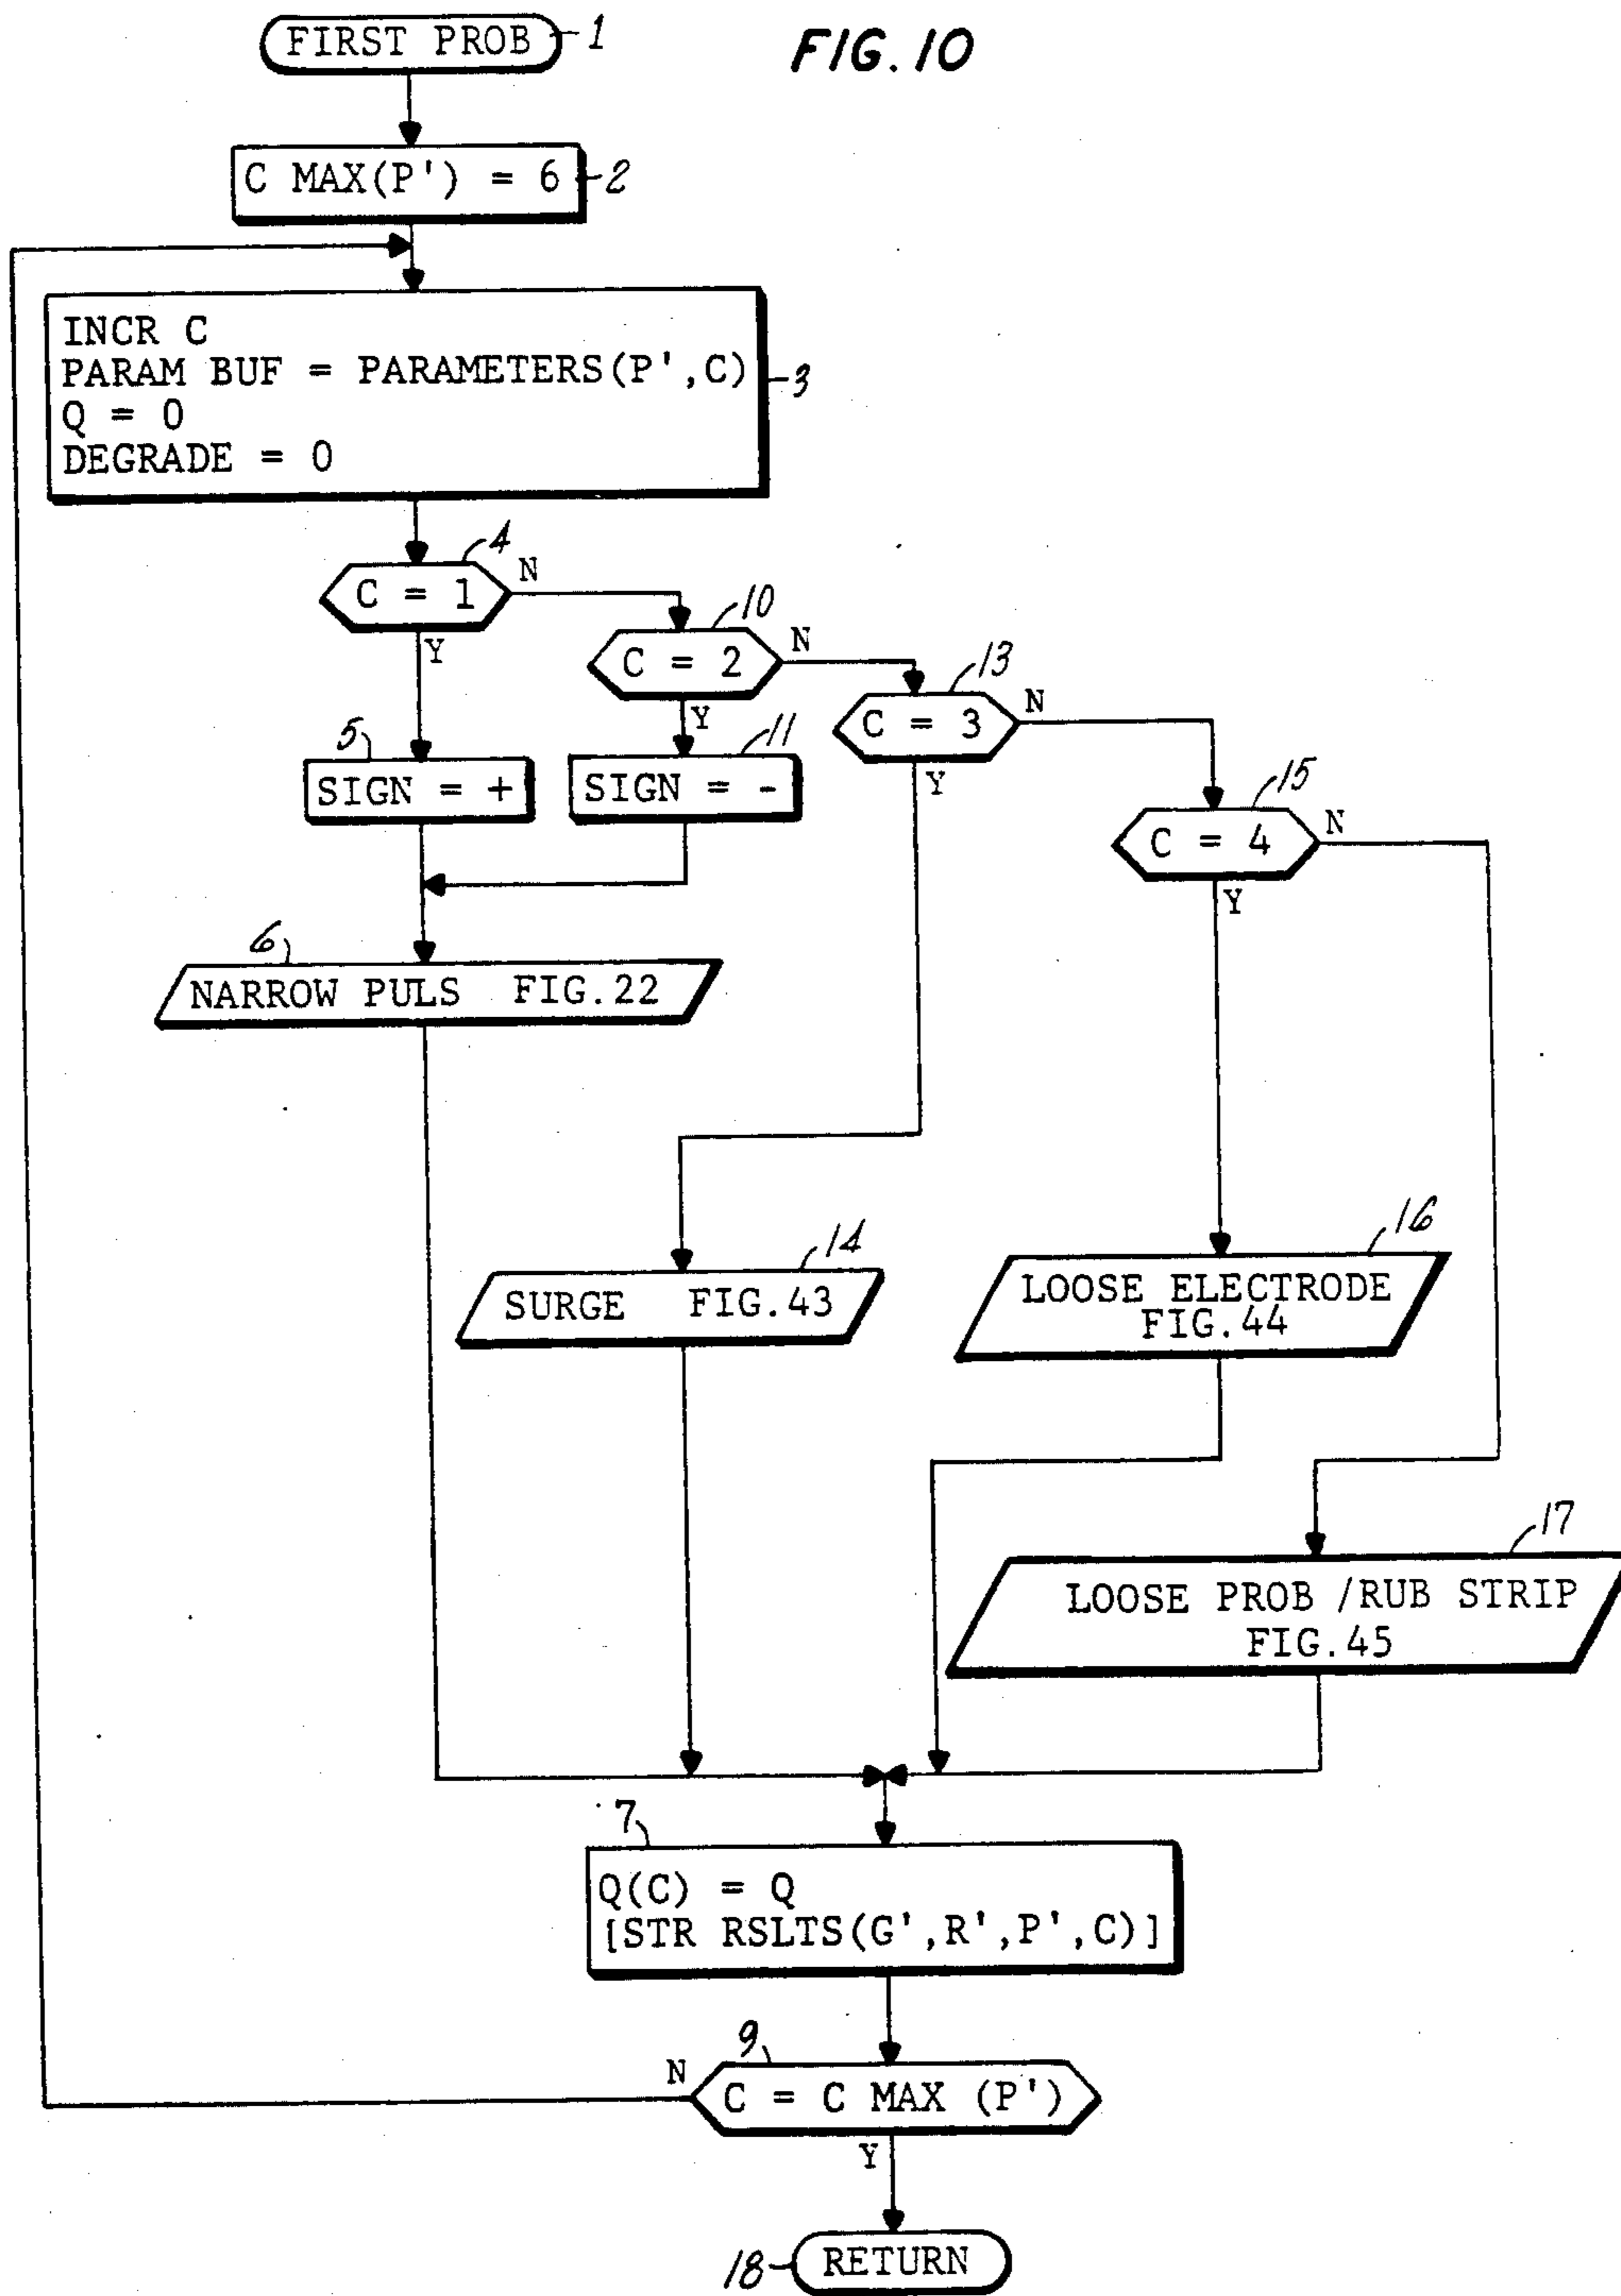 FIG. 10
FIRST PROB 1
C MAX(P') = 6 2
INCR C
PARAM BUF = PARAMETERS(P',C) 3
Q = 0
DEGRADE = 0
4
C = 1
N
Y
10
C = 2
N
Y
13
C = 3
N
Y
15
C = 4
N
Y
5
SIGN = +
11
SIGN = -
6
NARROW PULS FIG.22
14
SURGE FIG.43
16
LOOSE ELECTRODE
FIG.44
17
LOOSE PROB /RUB STRIP
FIG.45
7
Q(C) = Q
[STR RSLTS(G',R',P',C)]
9
C = C MAX (P')
N
Y
18 RETURN